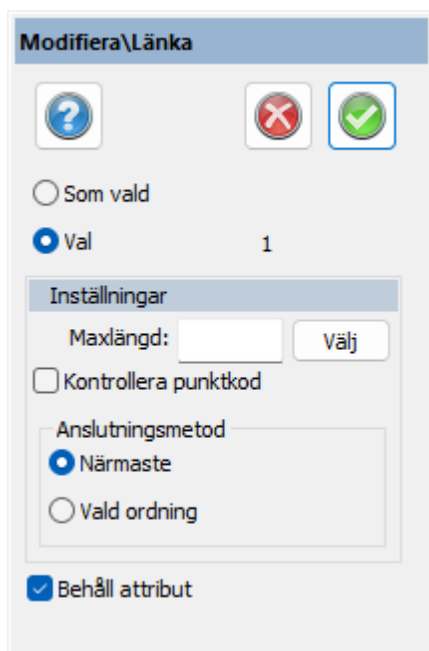 Modifiera\Länka
Som vald
Val 1
Inställningar
Maxlängd: Välj
Kontrollera punktkod
Anslutningsmetod
Närmaste
Vald ordning
Behåll attribut